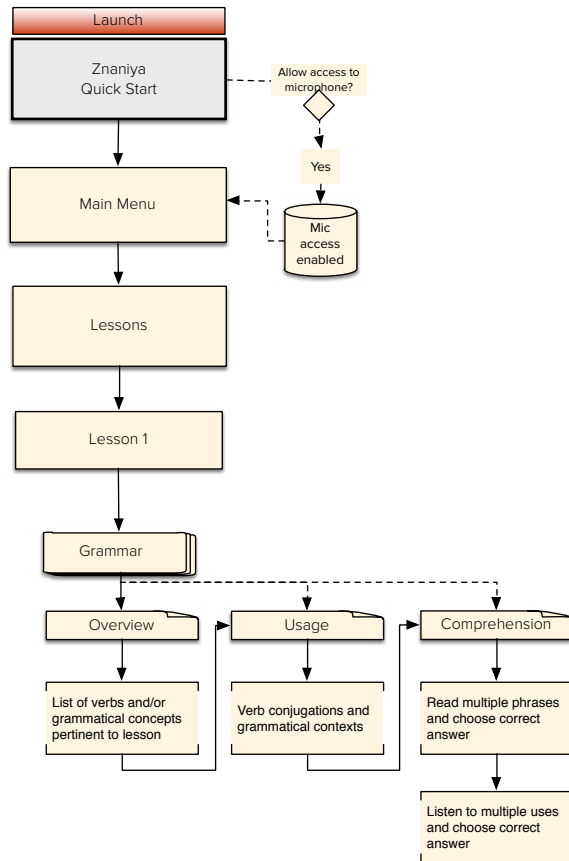 Launch
Znaniya
Quick Start
Allow access to
microphone?
Yes
Main Menu
Mic
access
enabled
Lessons
Lesson 1
Grammar
Overview
Usage
Comprehension
List of verbs and/or
grammatical concepts
pertinent to lesson
Verb conjugations and
grammatical contexts
Read multiple phrases
and choose correct
answer
Listen to multiple uses
and choose correct
answer